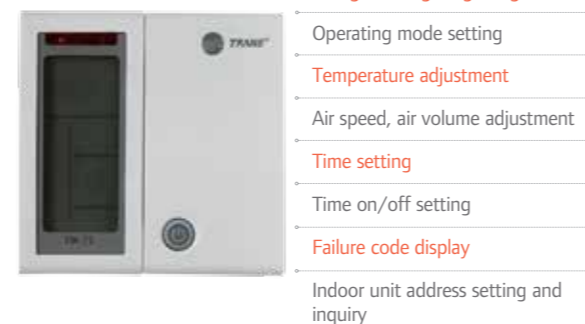 TRANE
Operating mode setting
Temperature adjustment
Air speed, air volume adjustment
Time setting
Time on/off setting
Failure code display
Indoor unit address setting and
inquiry